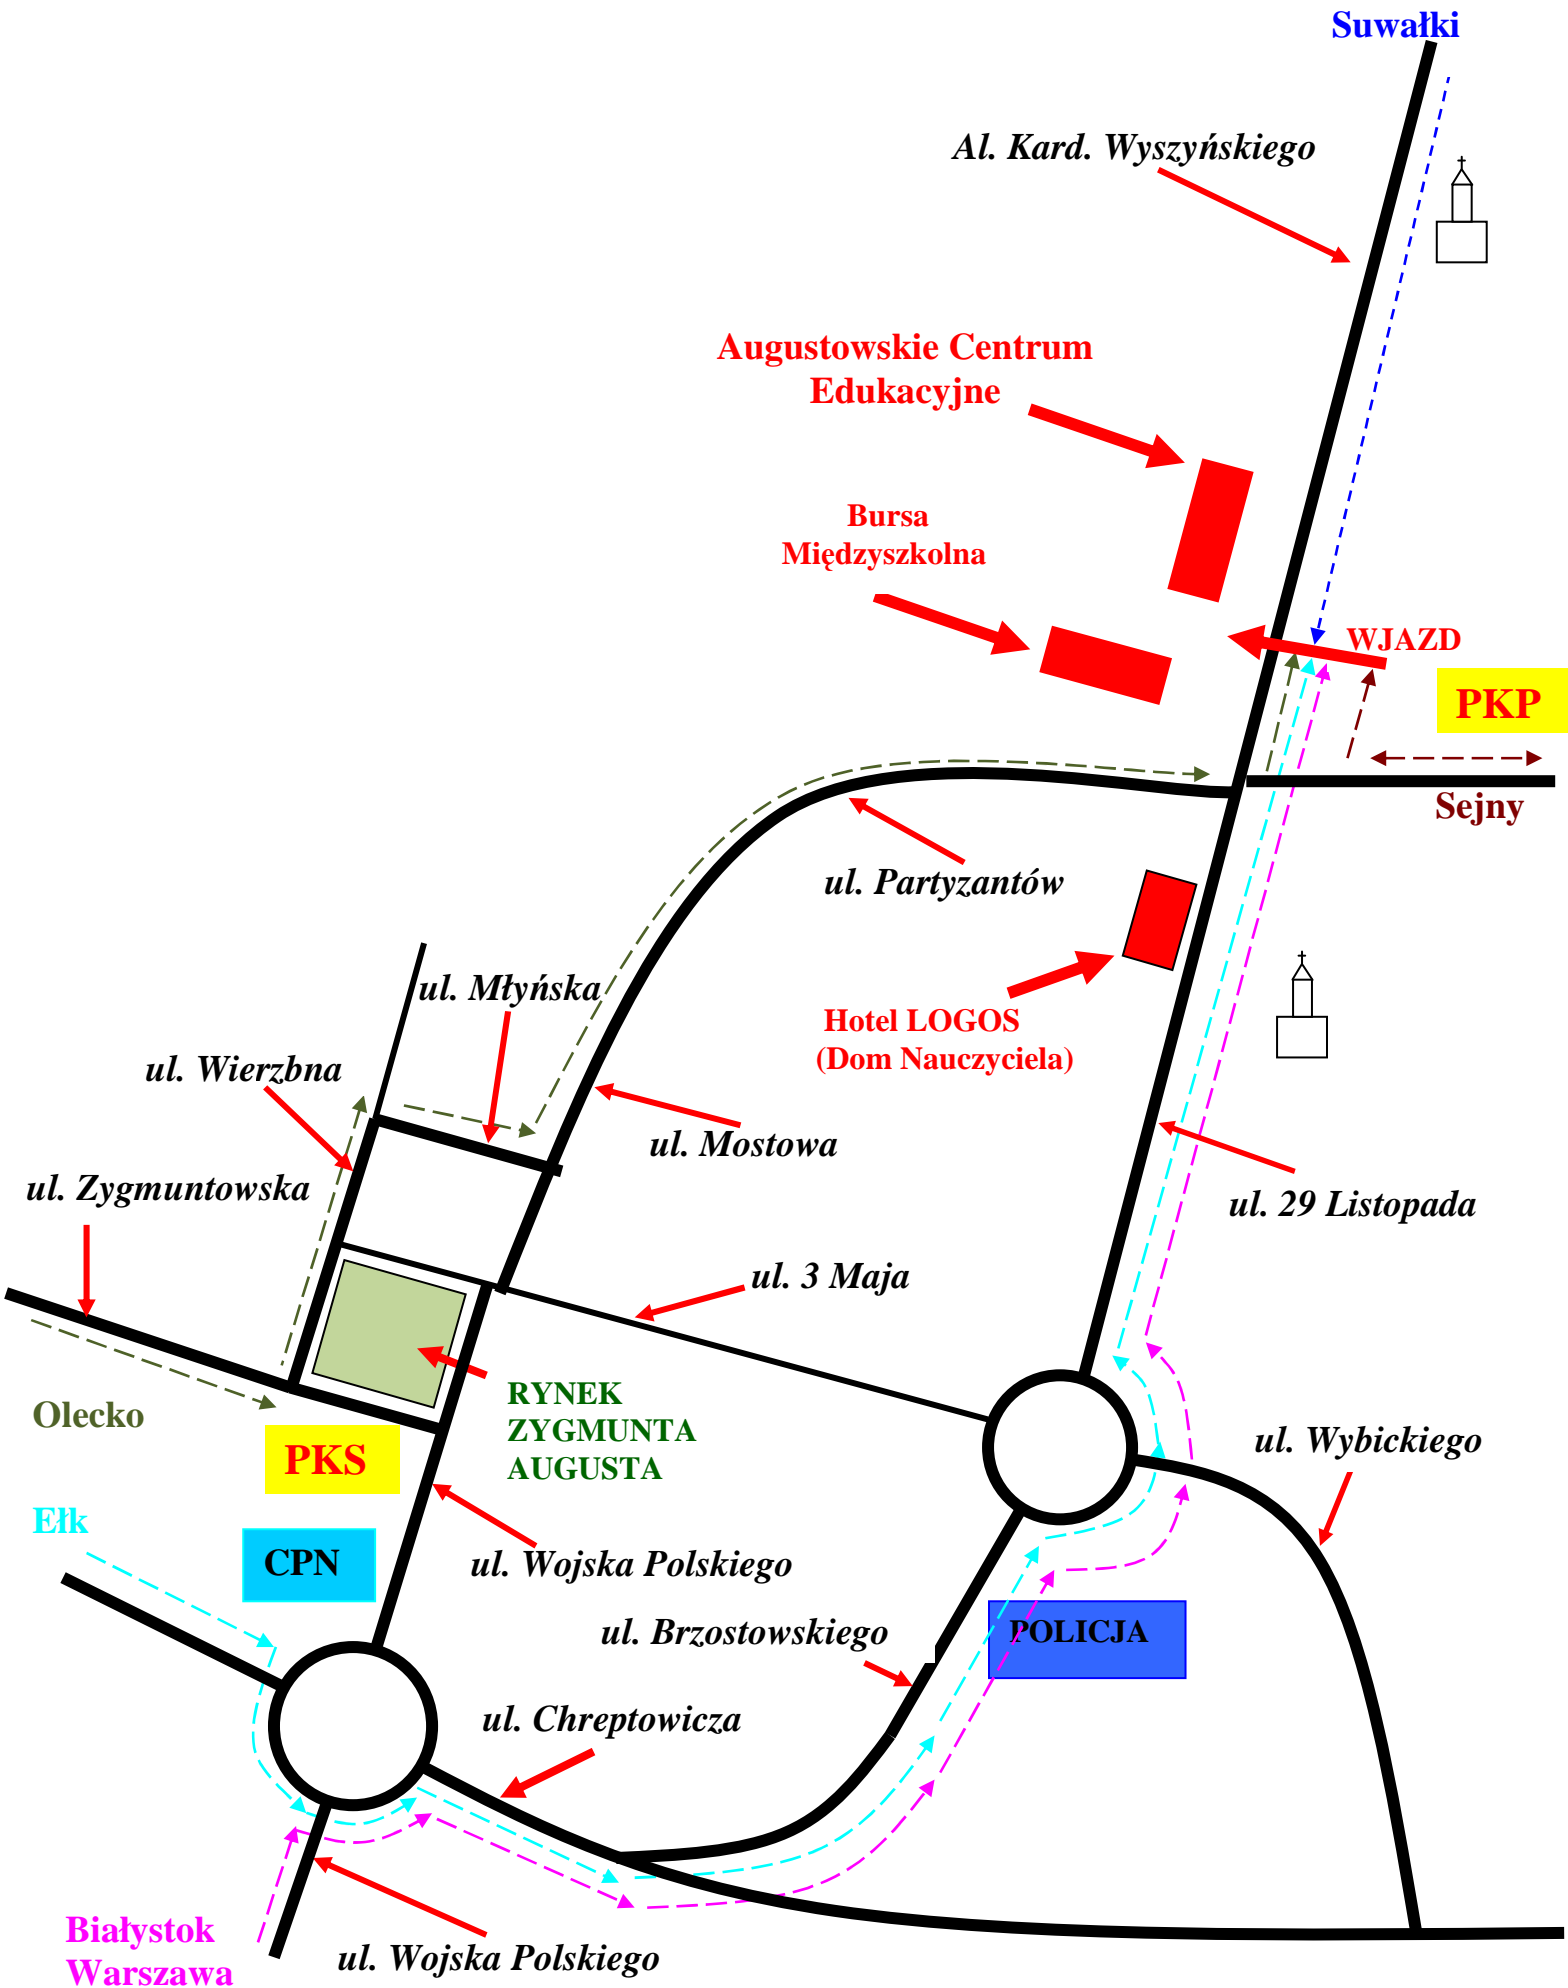 Suwałki
Al. Kard. Wyszyńskiego
Augustowskie Centrum
Edukacyjne
Bursa
Międzyszkolna
WJAZD
PKP
Sejny
ul. Partyzantów
ul. Młyńska
Hotel LOGOS
(Dom Nauczyciela)
ul. Wierzbna
ul. Mostowa
ul. Zygmuntowska
ul. 29 Listopada
ul. 3 Maja
RYNEK
ZYGMUNTA
AUGUSTA
Olecko
PKS
ul. Wybickiego
Ełk
CPN
ul. Wojska Polskiego
ul. Brzostowskiego
POLICJA
ul. Chreptowicza
Białystok
Warszawa
ul. Wojska Polskiego